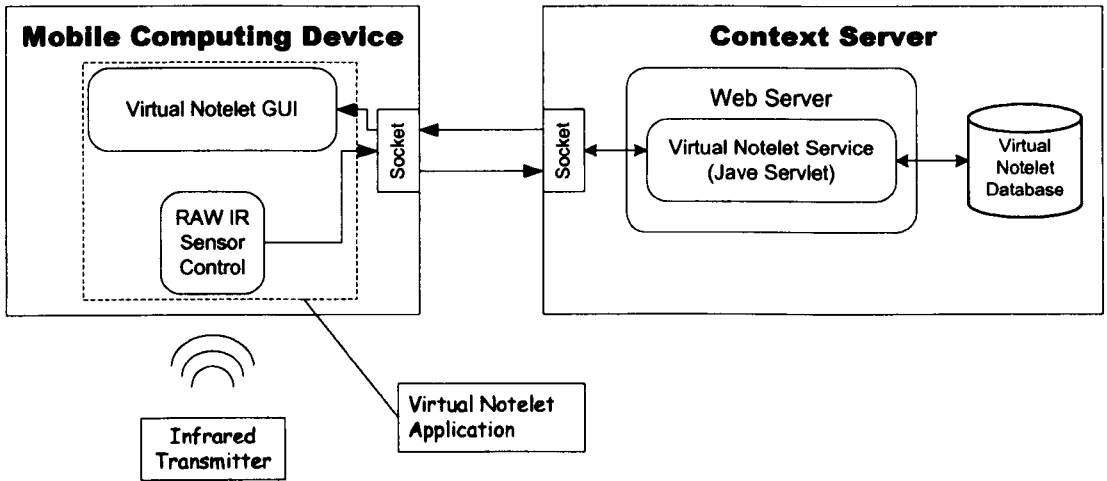 Mobile Computing Device
Virtual Notelet GUI
RAW IR
Sensor
Control
Socket
Context Server
Socket
Web Server
Virtual Notelet Service
(Jave Servlet)
Virtual
Notelet
Database
Virtual Notelet
Application
Infrared
Transmitter